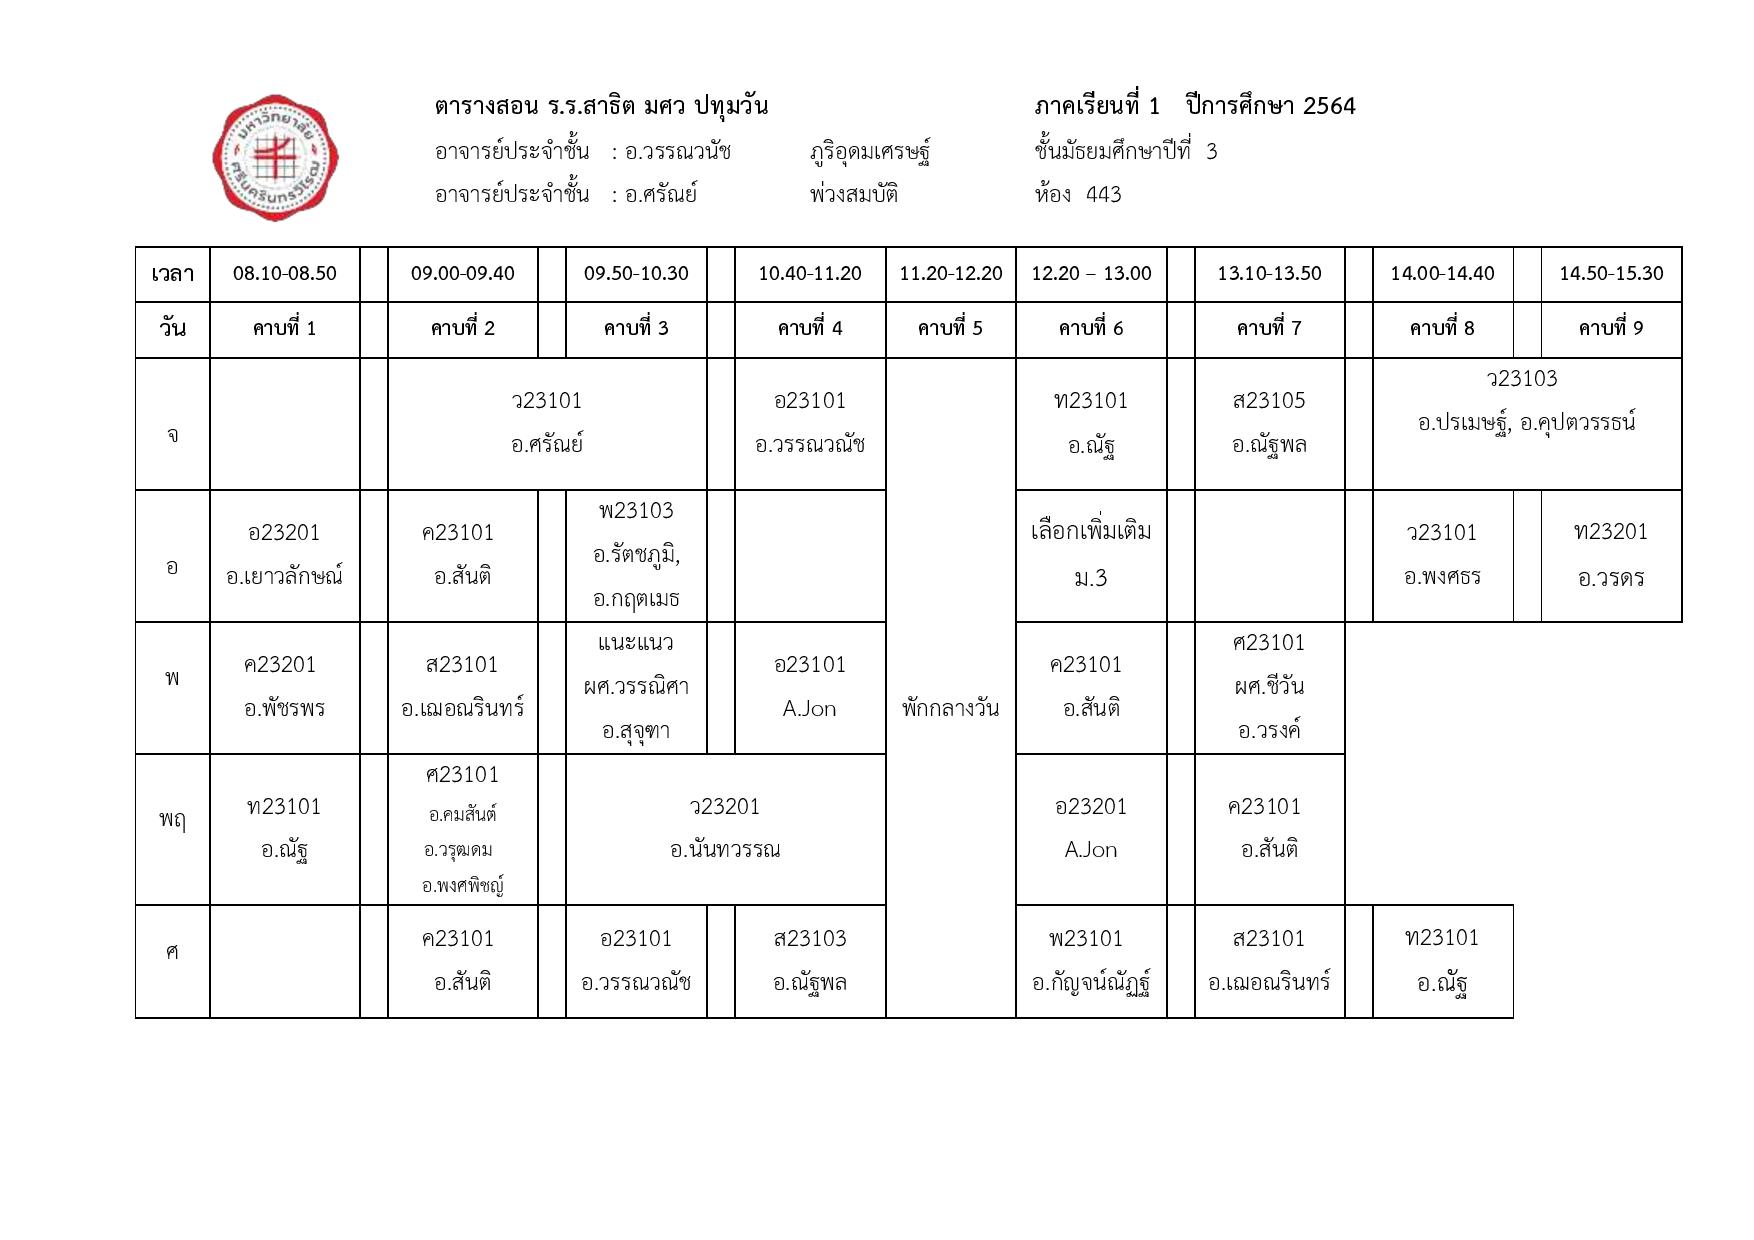 มหาวิทยาลัย
ศรีนครินทรวิโรฒ
ตารางสอน ร.ร.สาธิต มศว ปทุมวัน ภาคเรียนที่ 1 ปีการศึกษา 2564
อาจารย์ประจำชั้น : อ.วรรณวนัช ภูริอุดมเศรษฐ์ ชั้นมัธยมศึกษาปีที่ 3
อาจารย์ประจำชั้น : อ.ศรัณย์ พ่วงสมบัติ ห้อง 443
เวลา 08.10-08.50 09.00-09.40 09.50-10.30 10.40-11.20 11.20-12.20 12.20 – 13.00 13.10-13.50 14.00-14.40 14.50-15.30
วัน คาบที่ 1 คาบที่ 2 คาบที่ 3 คาบที่ 4 คาบที่ 5 คาบที่ 6 คาบที่ 7 คาบที่ 8 คาบที่ 9
จ
ว23101
อ.ศรัณย์
อ23101
อ.วรรณวณัช
ท23101
อ.ณัฐ
ส23105
อ.ณัฐพล
ว23103
อ.ปรเมษฐ์, อ.คุปตวรรธน์
อ
อ23201
อ.เยาวลักษณ์
ค23101
อ.สันติ
พ23103
อ.รัตชภูมิ,
อ.กฤตเมธ
เลือกเพิ่มเติม
ม.3
ว23101
อ.พงศธร
ท23201
อ.วรดร
พ
ค23201
อ.พัชรพร
ส23101
อ.เฌอณรินทร์
แนะแนว
ผศ.วรรณิศา
อ.สุจุฑา
อ23101
A.Jon
พักกลางวัน
ค23101
อ.สันติ
ศ23101
ผศ.ชีวัน
อ.วรงค์
พฤ
ท23101
อ.ณัฐ
ศ23101
อ.คมสันต์
อ.วรุฒดม
อ.พงศพิชญ์
ว23201
อ.นันทวรรณ
อ23201
A.Jon
ค23101
อ.สันติ
ศ
ค23101
อ.สันติ
อ23101
อ.วรรณวณัช
ส23103
อ.ณัฐพล
พ23101
อ.กัญจน์ณัฏฐ์
ส23101
อ.เฌอณรินทร์
ท23101
อ.ณัฐ